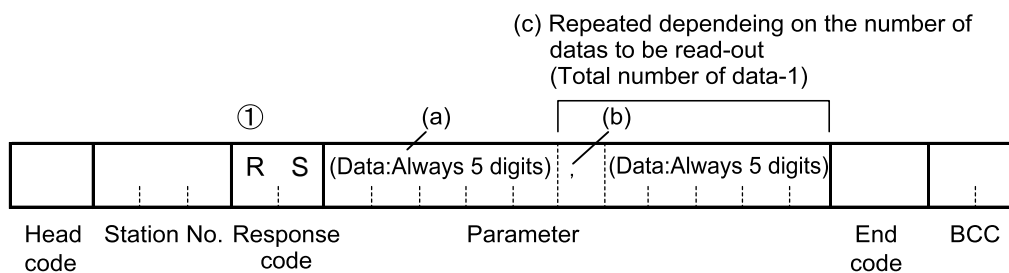 (c) Repeated dependeing on the number of
datas to be read-out
(Total number of data-1)
① (a) (b)
R S (Data:Always 5 digits) , (Data:Always 5 digits)
Head Station No. Response Parameter End BCC
code code code